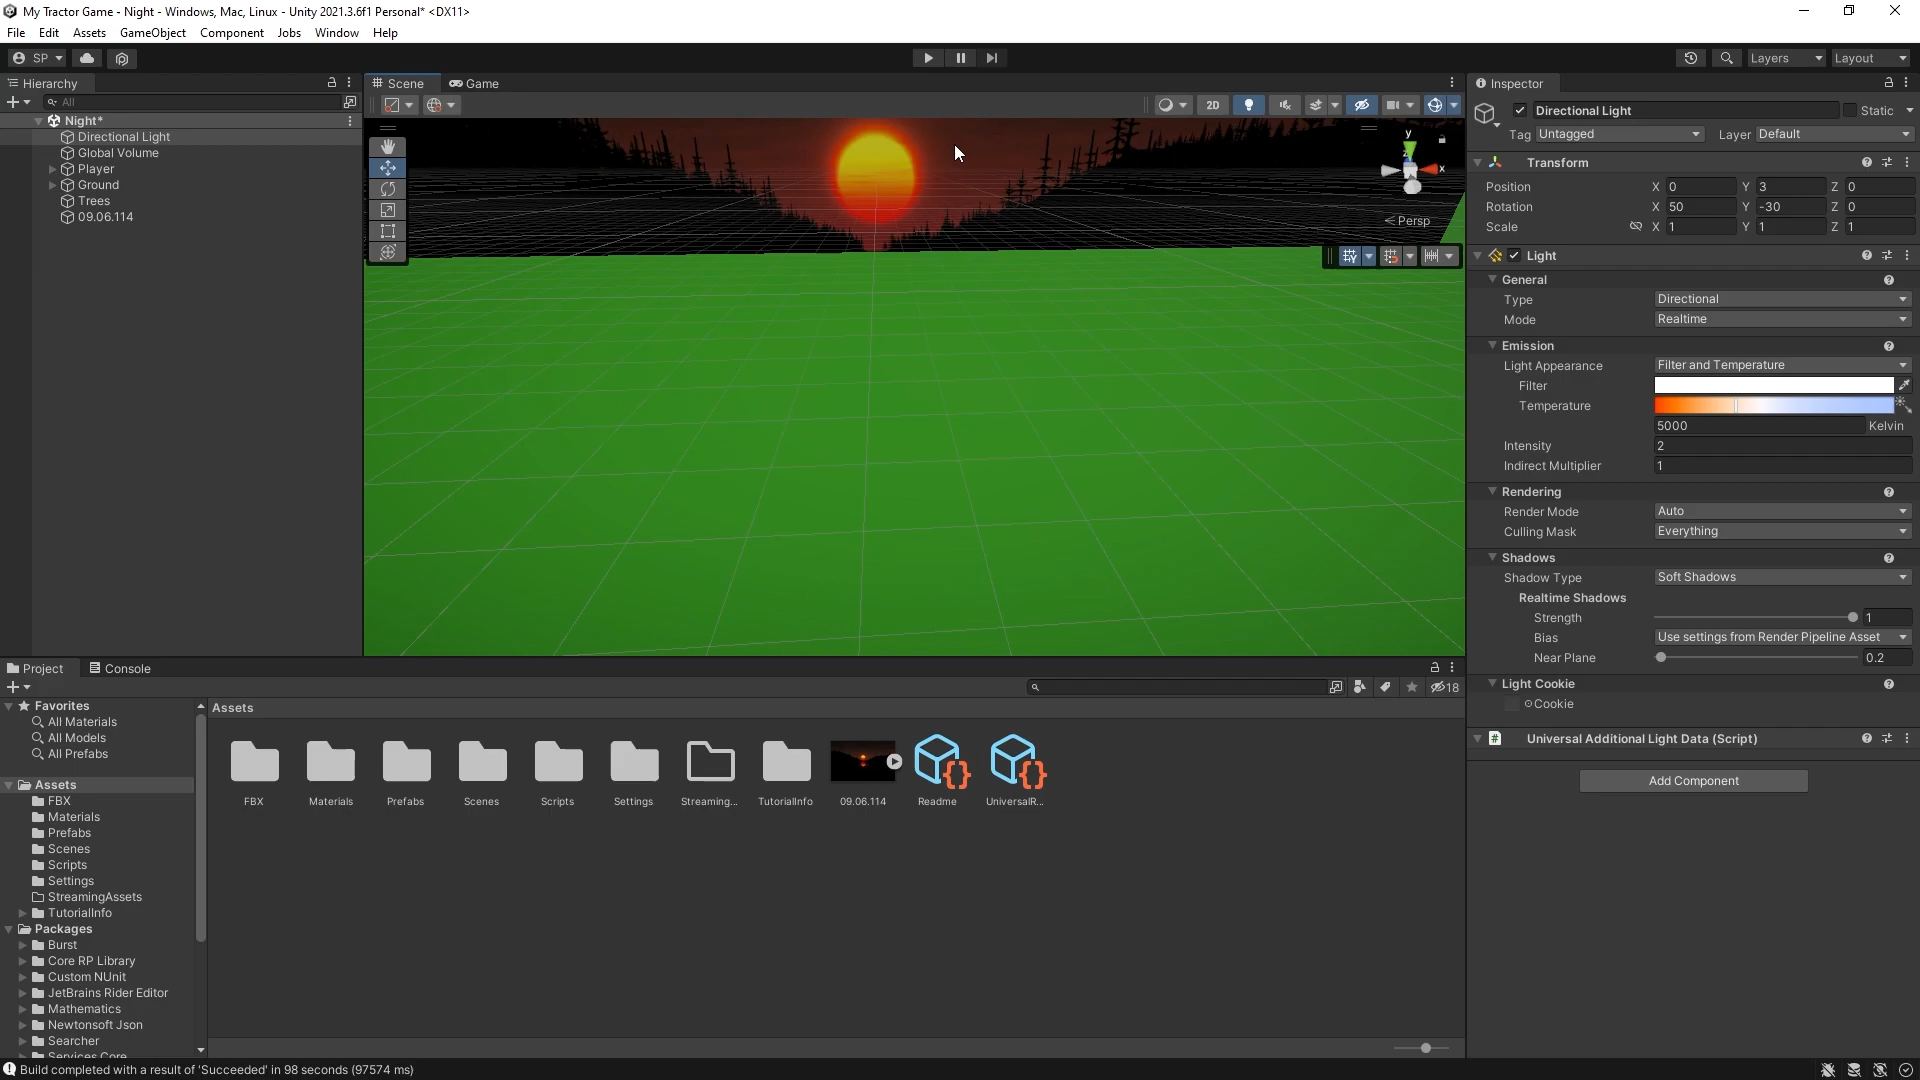 My Tractor Game - Night - Windows, Mac, Linux - Unity 2021.3.6f1 Personal* <DX11>
File Edit Assets GameObject Component Jobs Window Help
SP Layers Layout
Hierarchy
All
Night*
Directional Light
Global Volume
Player
Ground
Trees
09.06.114
Scene Game
2D
y
x
Persp
Inspector
Directional Light Static
Tag Untagged Layer Default
Transform
Position X 0 Y 3 Z 0
Rotation X 50 Y -30 Z 0
Scale X 1 Y 1 Z 1
Light
General
Type Directional
Mode Realtime
Emission
Light Appearance Filter and Temperature
Filter
Temperature
5000 Kelvin
Intensity 2
Indirect Multiplier 1
Rendering
Render Mode Auto
Culling Mask Everything
Shadows
Shadow Type Soft Shadows
Realtime Shadows
Strength 1
Bias Use settings from Render Pipeline Asset
Near Plane 0.2
Light Cookie
Cookie
Universal Additional Light Data (Script)
Add Component
Project Console
18
Favorites
All Materials
All Models
All Prefabs
Assets
FBX
Materials
Prefabs
Scenes
Scripts
Settings
StreamingAssets
TutorialInfo
Packages
Burst
Core RP Library
Custom NUnit
JetBrains Rider Editor
Mathematics
Newtonsoft Json
Searcher
Services Core
Assets
FBX Materials Prefabs Scenes Scripts Settings Streaming... TutorialInfo 09.06.114 Readme UniversalR...
Build completed with a result of 'Succeeded' in 98 seconds (97574 ms)